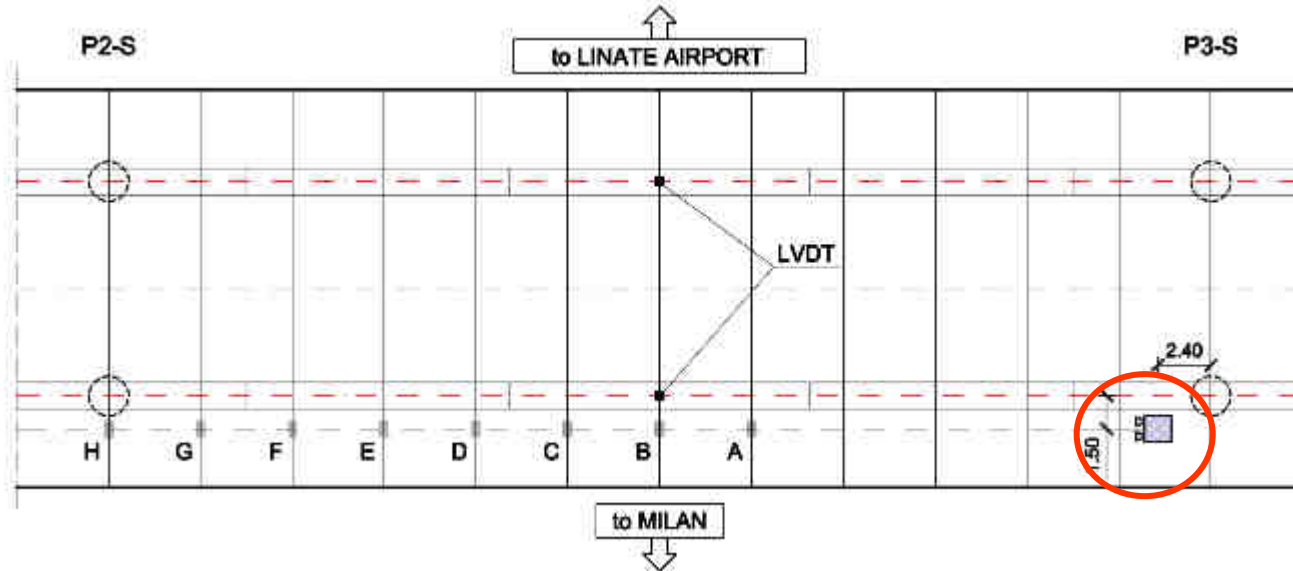 P2-S
to LINATE AIRPORT
P3-S
LVDT
2.40
1.50
H G F E D C B A
to MILAN